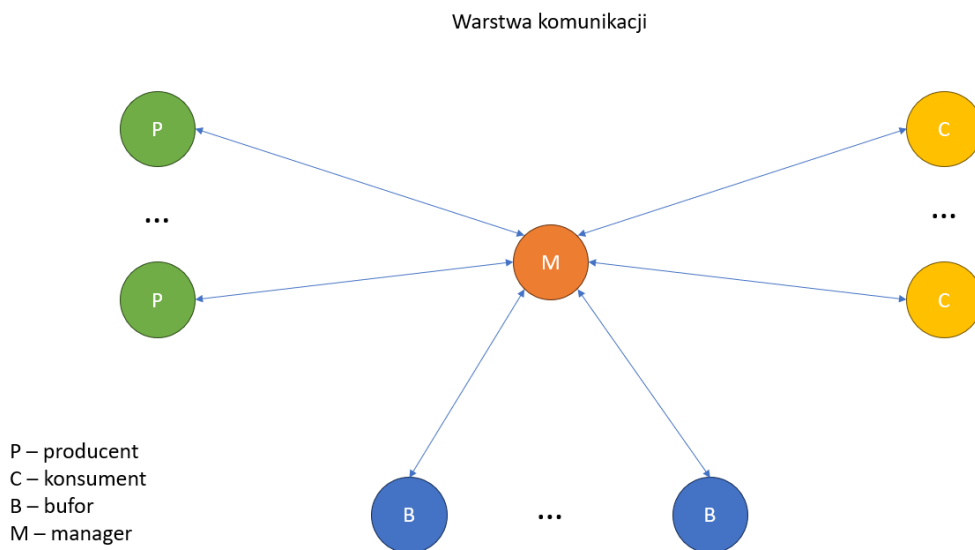 Warstwa komunikacji
P
C
...
...
M
P
C
P – producent
C – konsument
B – bufor
M – manager
B
...
B